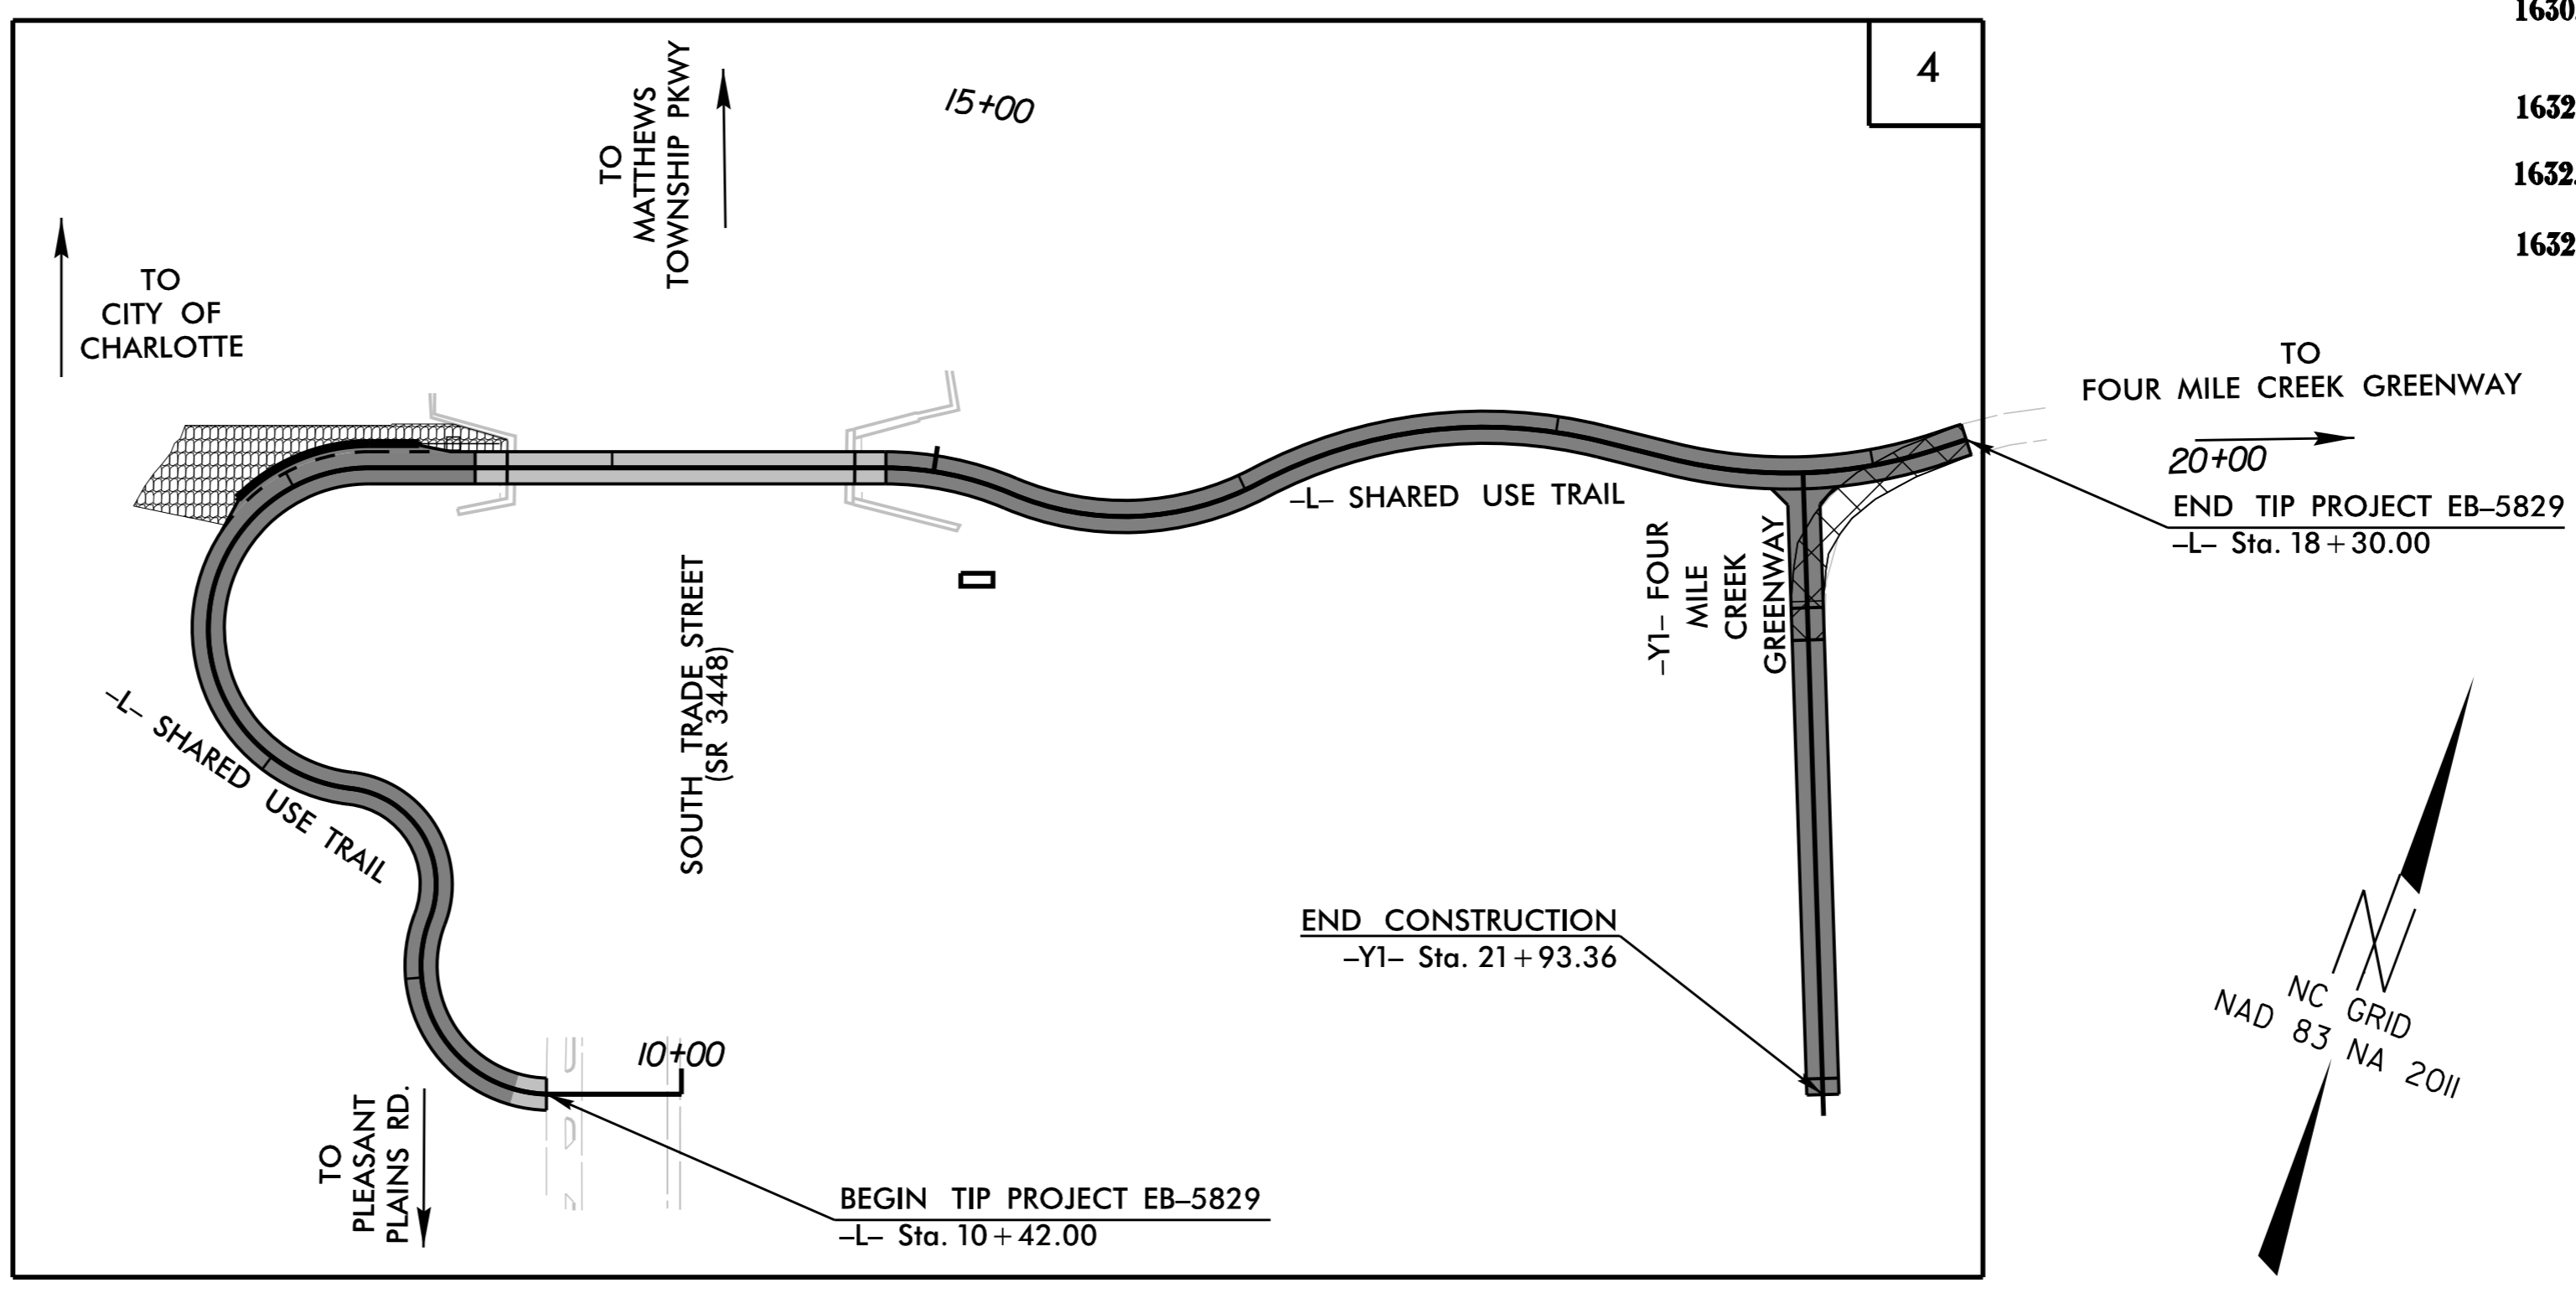 1630
4
1632
1632
1632
TO
MATTHEWS
TOWNSHIP PKWY
15+00
TO
CITY OF
CHARLOTTE
TO
FOUR MILE CREEK GREENWAY
20+00
END TIP PROJECT EB–5829
–L– Sta. 18+30.00
–L– SHARED USE TRAIL
–Y1– FOUR
MILE
CREEK
GREENWAY
SOUTH TRADE STREET
(SR 3448)
–L– SHARED USE TRAIL
END CONSTRUCTION
–Y1– Sta. 21+93.36
N
NC GRID
NAD 83 NA 2011
10+00
TO
PLEASANT
PLAINS RD.
BEGIN TIP PROJECT EB–5829
–L– Sta. 10+42.00